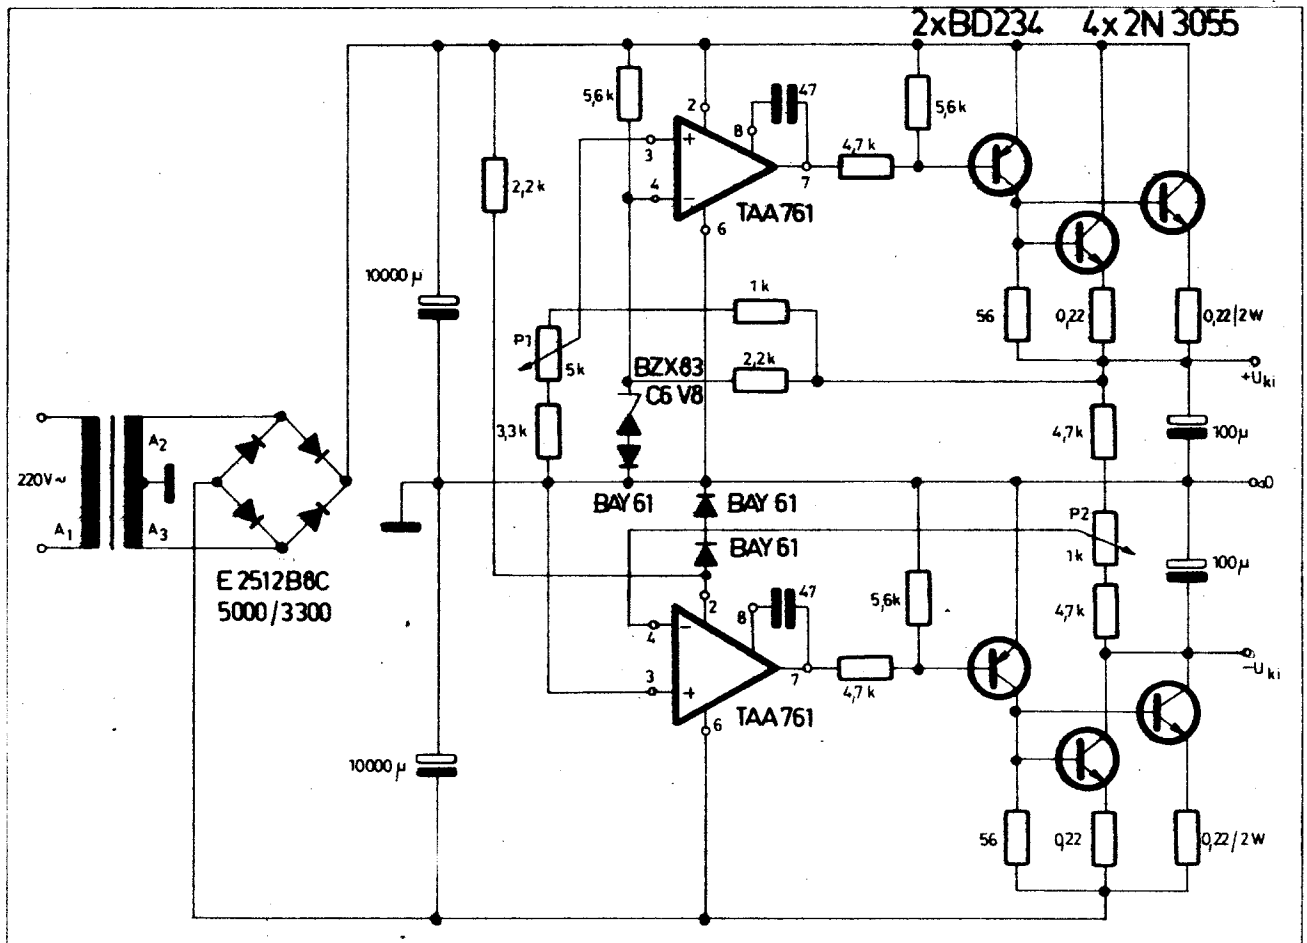 2xBD234 4x2N3055
5,6k
2
47
8
5,6k
3
4,7k
7
2,2k
4
TAA761
6
10000µ
1k
56
0,22
0,22/2W
P1
5k
BZX83
C6V8
2,2k
+Uki
3,3k
4,7k
100µ
220V~
A2
A1
A3
BAY61
BAY61
0
P2
BAY61
1k
100µ
E2512B8C
5000/3300
2
47
8
5,6k
4,7k
4
3
7
4,7k
-Uki
TAA761
6
10000µ
56
0,22
0,22/2W